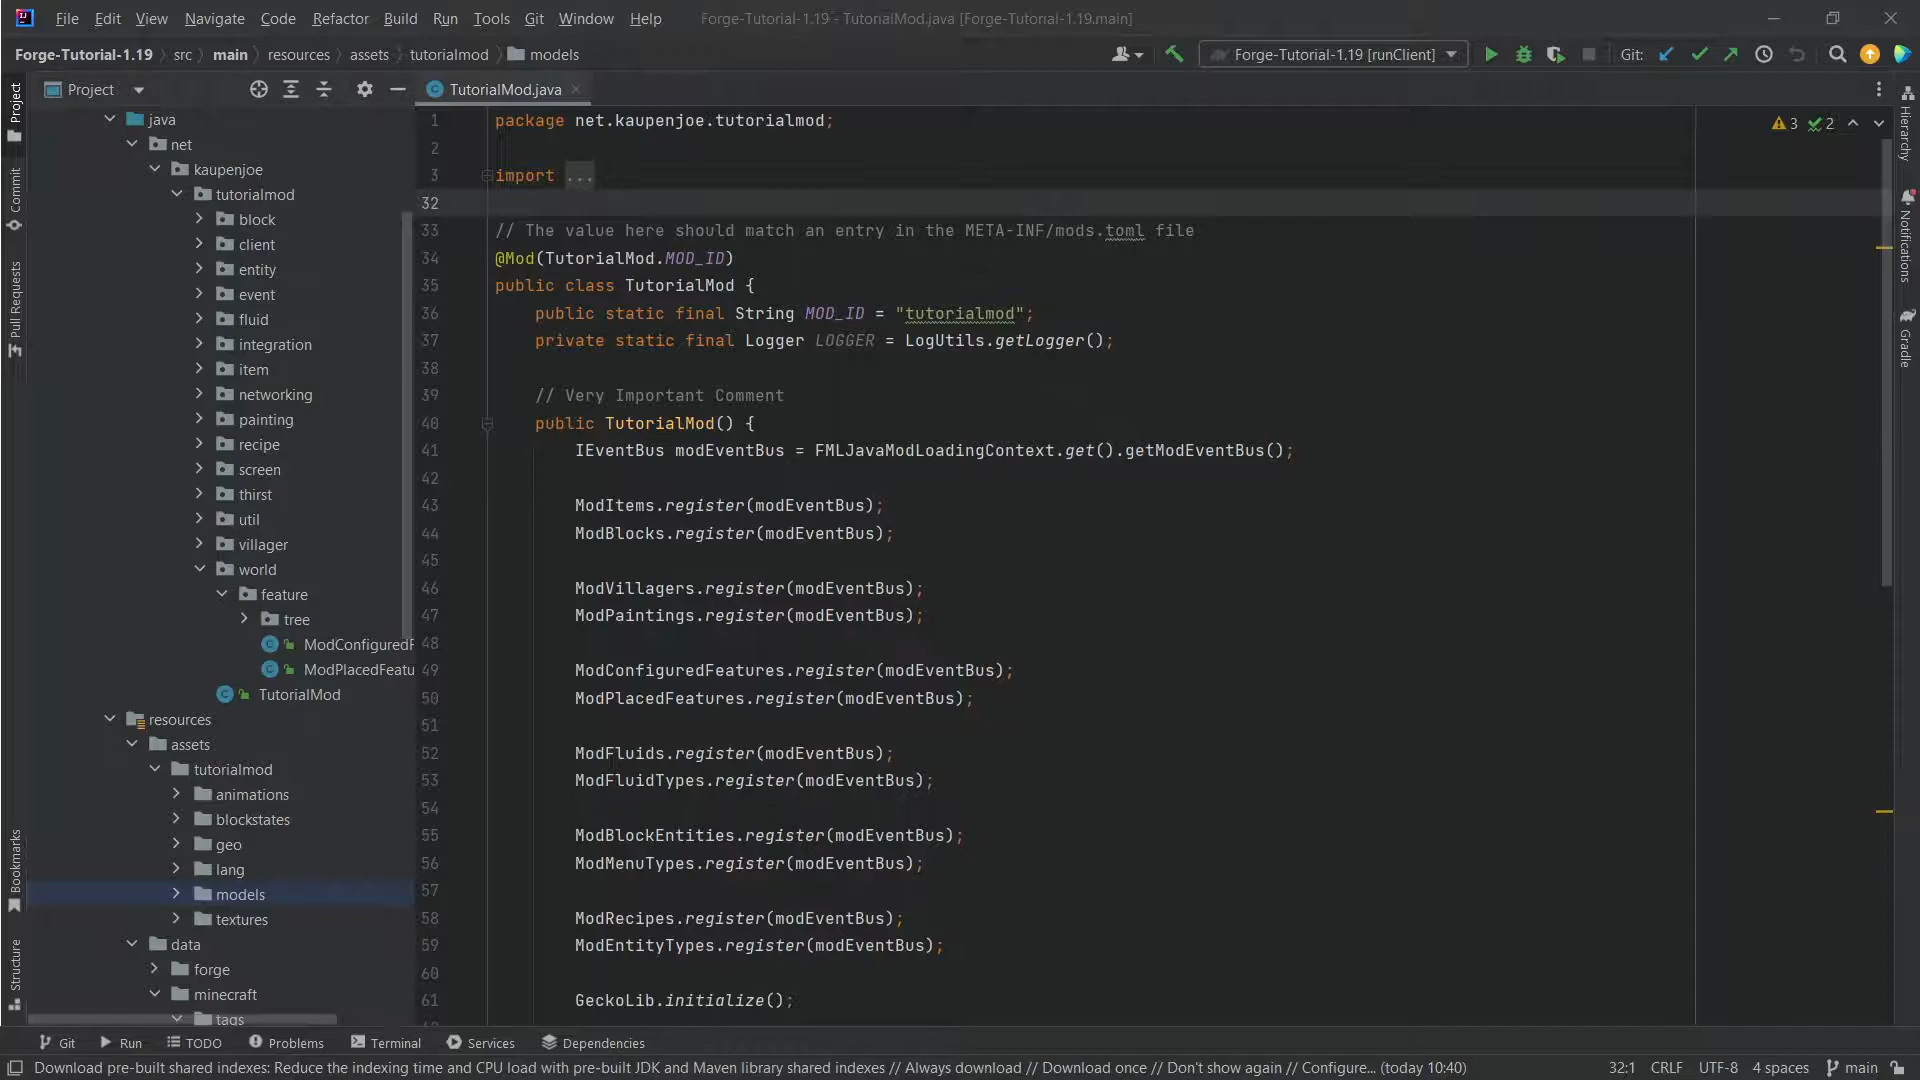 File Edit View Navigate Code Refactor Build Run Tools Git Window Help Forge-Tutorial-1.19 - TutorialMod.java [Forge-Tutorial-1.19.main]
Forge-Tutorial-1.19 src main resources assets tutorialmod models Forge-Tutorial-1.19 [runClient] Git:
Project TutorialMod.java
java
net
kaupenjoe
tutorialmod
block
client
entity
event
fluid
integration
item
networking
painting
recipe
screen
thirst
util
villager
world
feature
tree
ModConfiguredF
ModPlacedFeatu
TutorialMod
resources
assets
tutorialmod
animations
blockstates
geo
lang
models
textures
data
forge
minecraft
tags
1 package net.kaupenjoe.tutorialmod;
2
3 import ...
32
33 // The value here should match an entry in the META-INF/mods.toml file
34 @Mod(TutorialMod.MOD_ID)
35 public class TutorialMod {
36 public static final String MOD_ID = "tutorialmod";
37 private static final Logger LOGGER = LogUtils.getLogger();
38
39 // Very Important Comment
40 public TutorialMod() {
41 IEventBus modEventBus = FMLJavaModLoadingContext.get().getModEventBus();
42
43 ModItems.register(modEventBus);
44 ModBlocks.register(modEventBus);
45
46 ModVillagers.register(modEventBus);
47 ModPaintings.register(modEventBus);
48
49 ModConfiguredFeatures.register(modEventBus);
50 ModPlacedFeatures.register(modEventBus);
51
52 ModFluids.register(modEventBus);
53 ModFluidTypes.register(modEventBus);
54
55 ModBlockEntities.register(modEventBus);
56 ModMenuTypes.register(modEventBus);
57
58 ModRecipes.register(modEventBus);
59 ModEntityTypes.register(modEventBus);
60
61 GeckoLib.initialize();
3 2
Project
Commit
Pull Requests
Bookmarks
Structure
Hierarchy
Notifications
Gradle
Git Run TODO Problems Terminal Services Dependencies
Download pre-built shared indexes: Reduce the indexing time and CPU load with pre-built JDK and Maven library shared indexes // Always download // Download once // Don't show again // Configure... (today 10:40) 32:1 CRLF UTF-8 4 spaces main